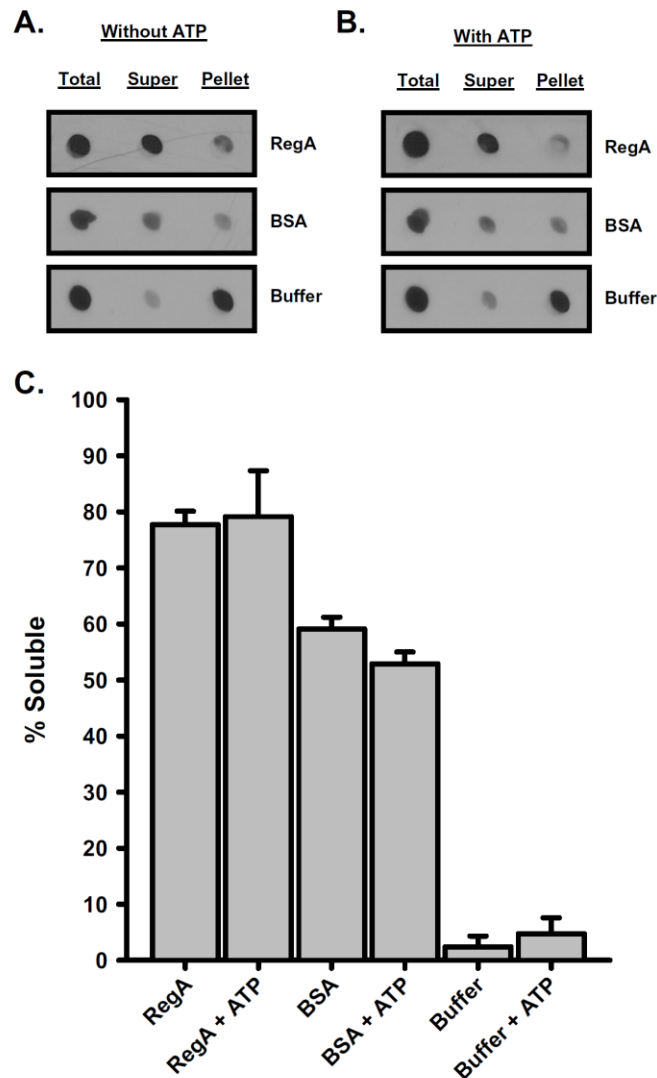 A.
Without ATP
Total Super Pellet
RegA
BSA
Buffer
B.
With ATP
Total Super Pellet
RegA
BSA
Buffer
C.
100
90
80
70
60
50
40
30
20
10
0
% Soluble
RegA
RegA + ATP
BSA
BSA + ATP
Buffer
Buffer + ATP